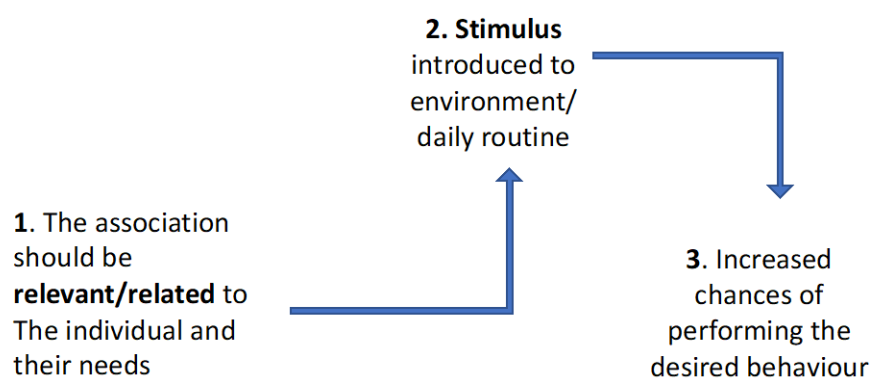 1. The association
should be
relevant/related to
The individual and
their needs
2. Stimulus
introduced to
environment/
daily routine
3. Increased
chances of
performing the
desired behaviour